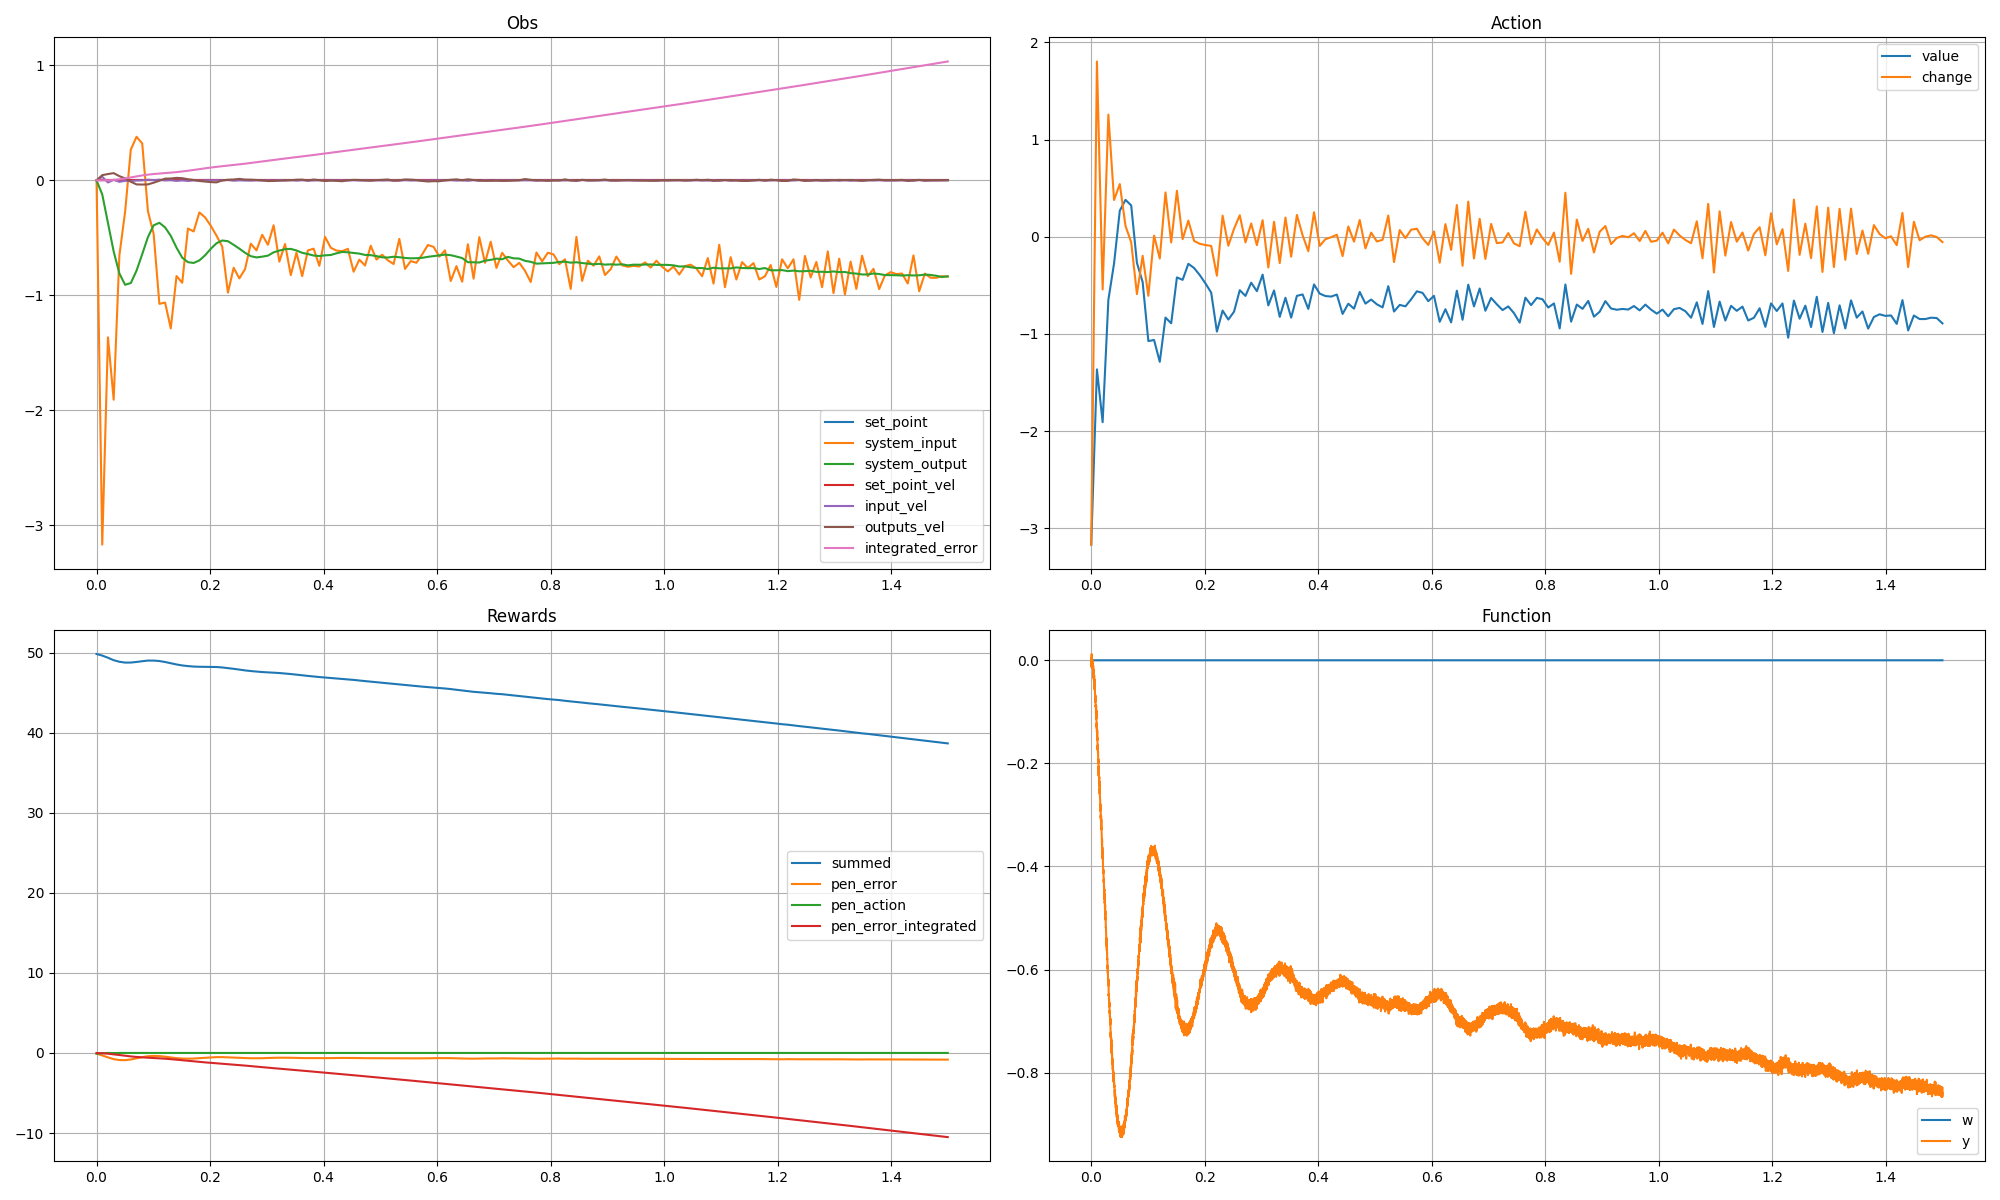 Obs
1
0
−1
−2
−3
0.0 0.2 0.4 0.6 0.8 1.0 1.2 1.4
set_point
system_input
system_output
set_point_vel
input_vel
outputs_vel
integrated_error
Action
2
1
0
−1
−2
−3
0.0 0.2 0.4 0.6 0.8 1.0 1.2 1.4
value
change
Rewards
50
40
30
20
10
0
−10
0.0 0.2 0.4 0.6 0.8 1.0 1.2 1.4
summed
pen_error
pen_action
pen_error_integrated
Function
0.0
−0.2
−0.4
−0.6
−0.8
0.0 0.2 0.4 0.6 0.8 1.0 1.2 1.4
w
y